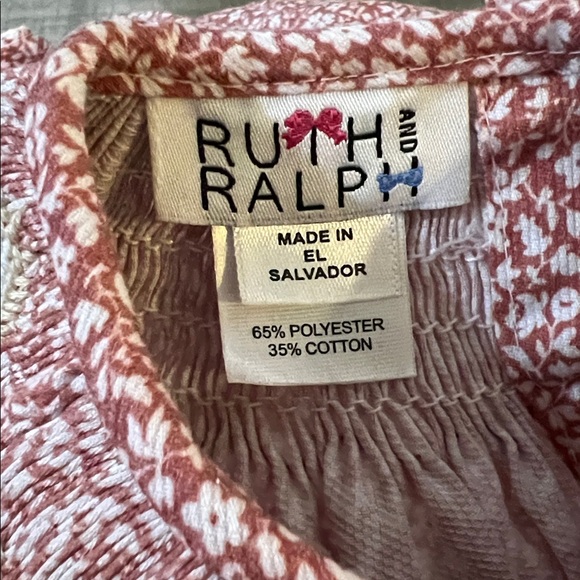 RUTH AND
RALPH
MADE IN
EL
SALVADOR
65% POLYESTER
35% COTTON